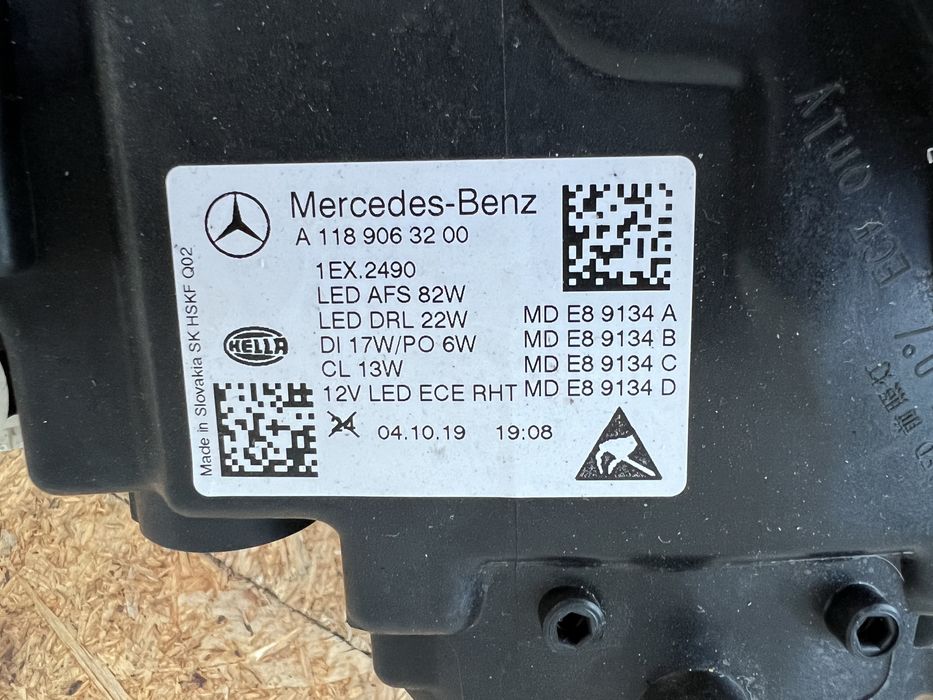 Mercedes-Benz
A 118 906 32 00
1EX.2490
LED AFS 82W
LED DRL 22W
DI 17W/PO 6W
CL 13W
12V LED ECE RHT
MD E8 9134 A
MD E8 9134 B
MD E8 9134 C
MD E8 9134 D
HELLA
24
04.10.19 19:08
Made in Slovakia SK HSKF Q02
ONLY